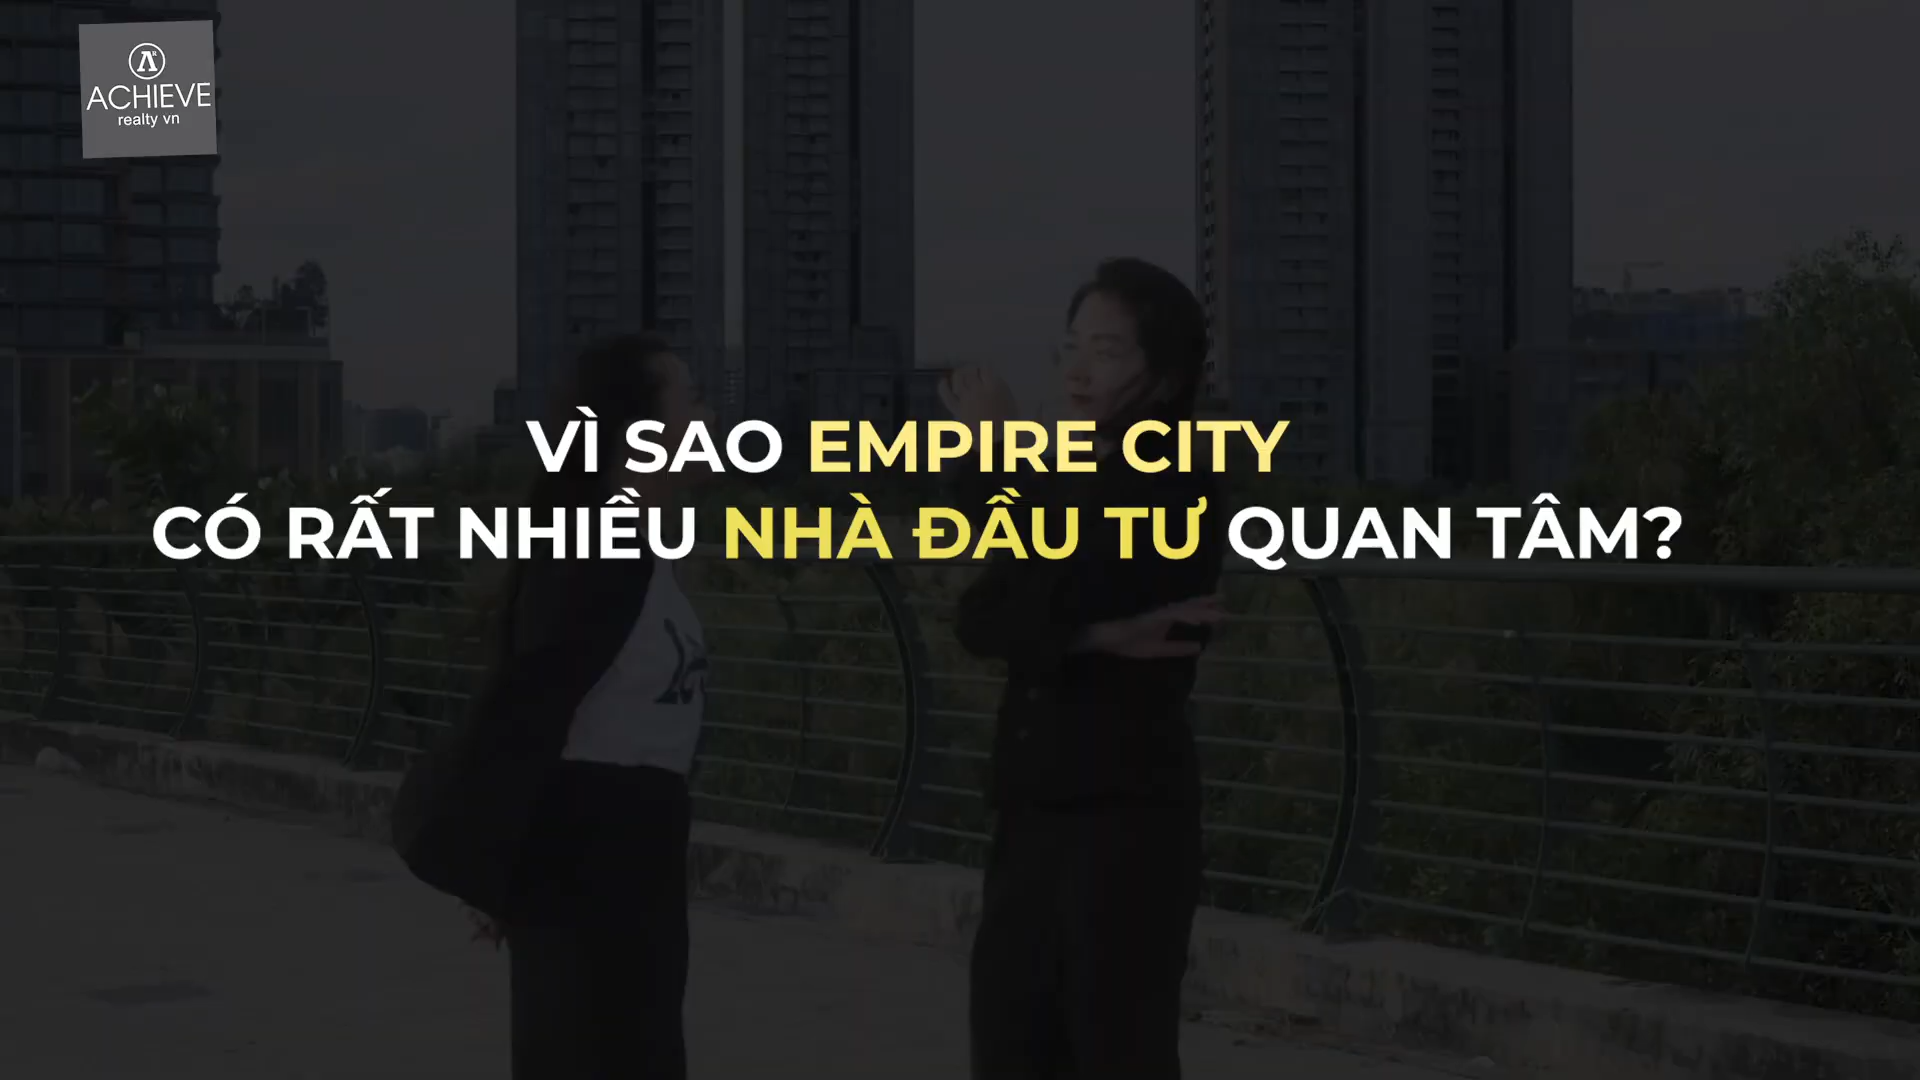 ACHIEVE
realty vn
VÌ SAO EMPIRE CITY
CÓ RẤT NHIỀU NHÀ ĐẦU TƯ QUAN TÂM?